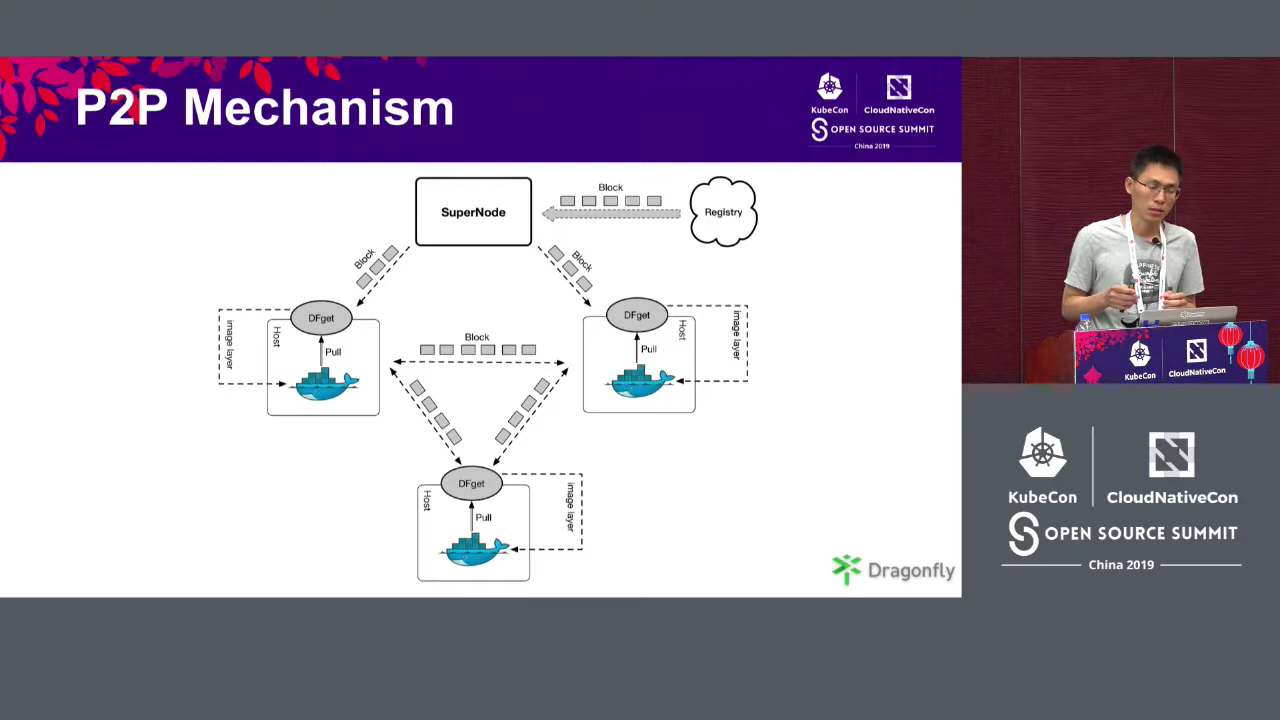 P2P Mechanism
KubeCon
CloudNativeCon
OPEN SOURCE SUMMIT
China 2019
SuperNode
Block
Registry
Block
Block
DFget
Host
Pull
image layer
Block
DFget
Host
Pull
image layer
DFget
Host
Pull
image layer
Dragonfly
KubeCon
CloudNativeCon
KubeCon
CloudNativeCon
OPEN SOURCE SUMMIT
China 2019